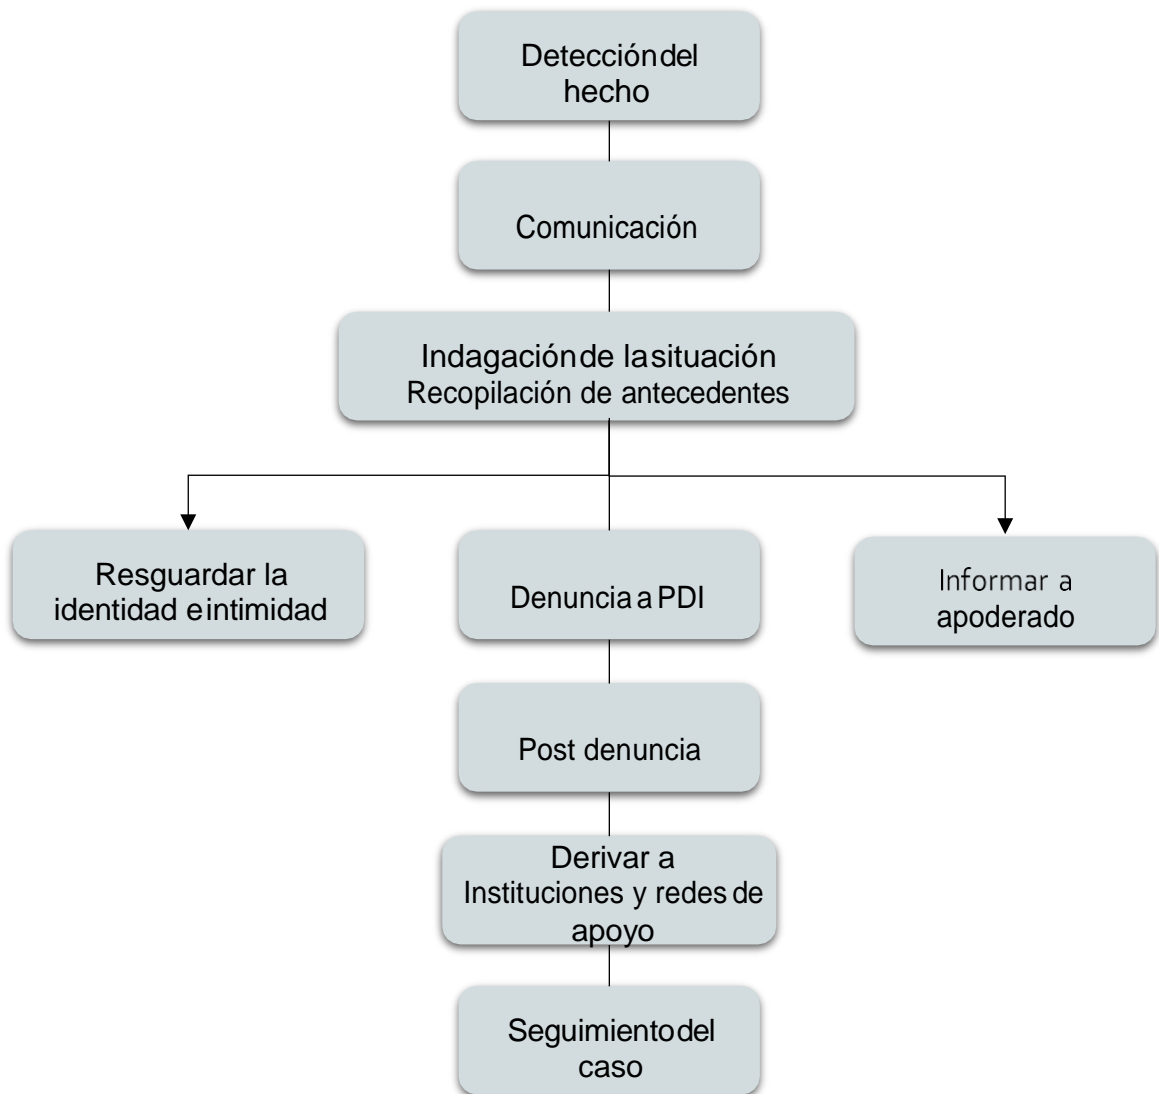 Detección del
hecho
Comunicación
Indagación de la situación
Recopilación de antecedentes
Resguardar la
identidad e intimidad
Denuncia a PDI
Informar a
apoderado
Post denuncia
Derivar a
Instituciones y redes de
apoyo
Seguimiento del
caso